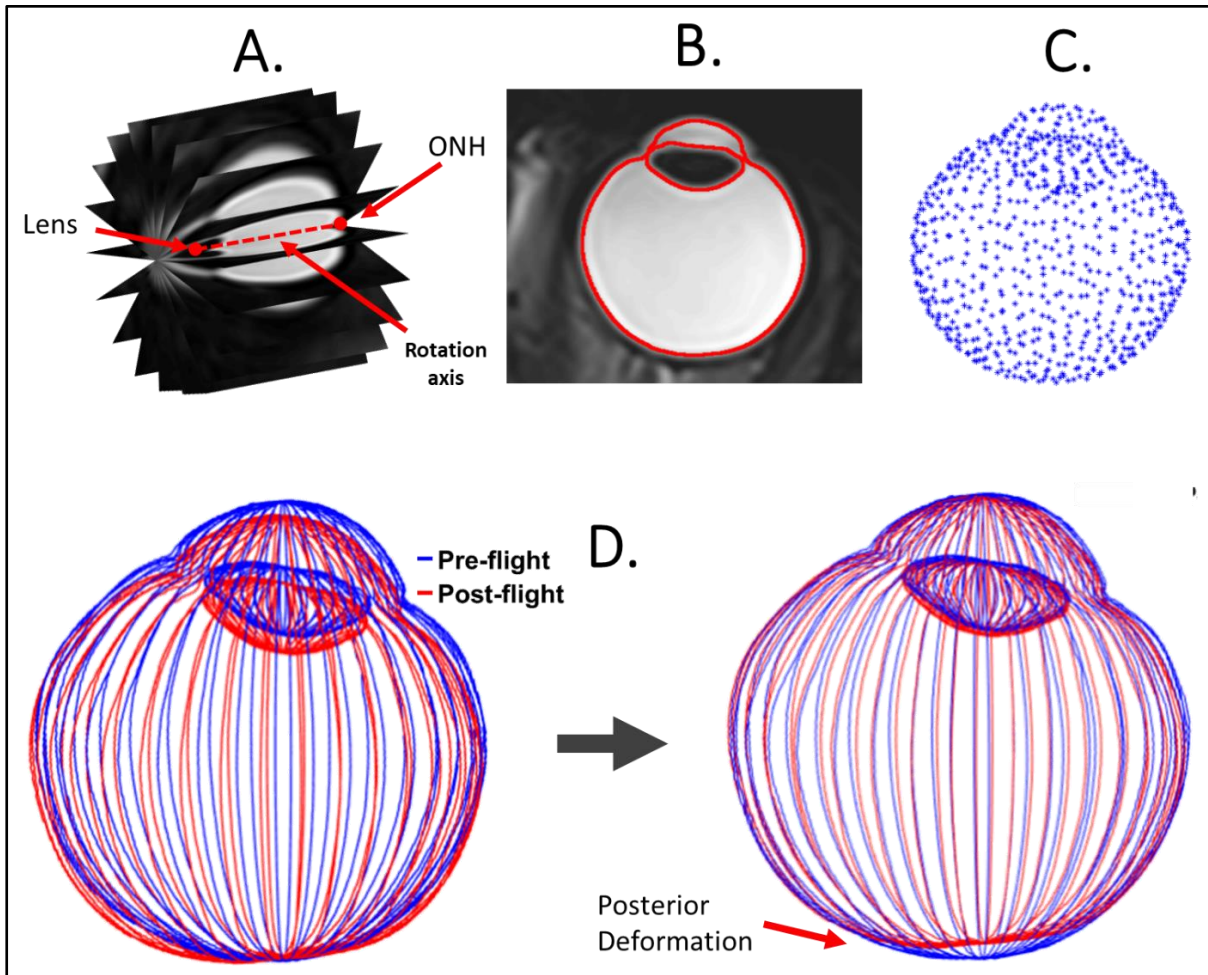 A.
B.
C.
ONH
Lens
Rotation
axis
D.
Pre-flight
Post-flight
Posterior
Deformation